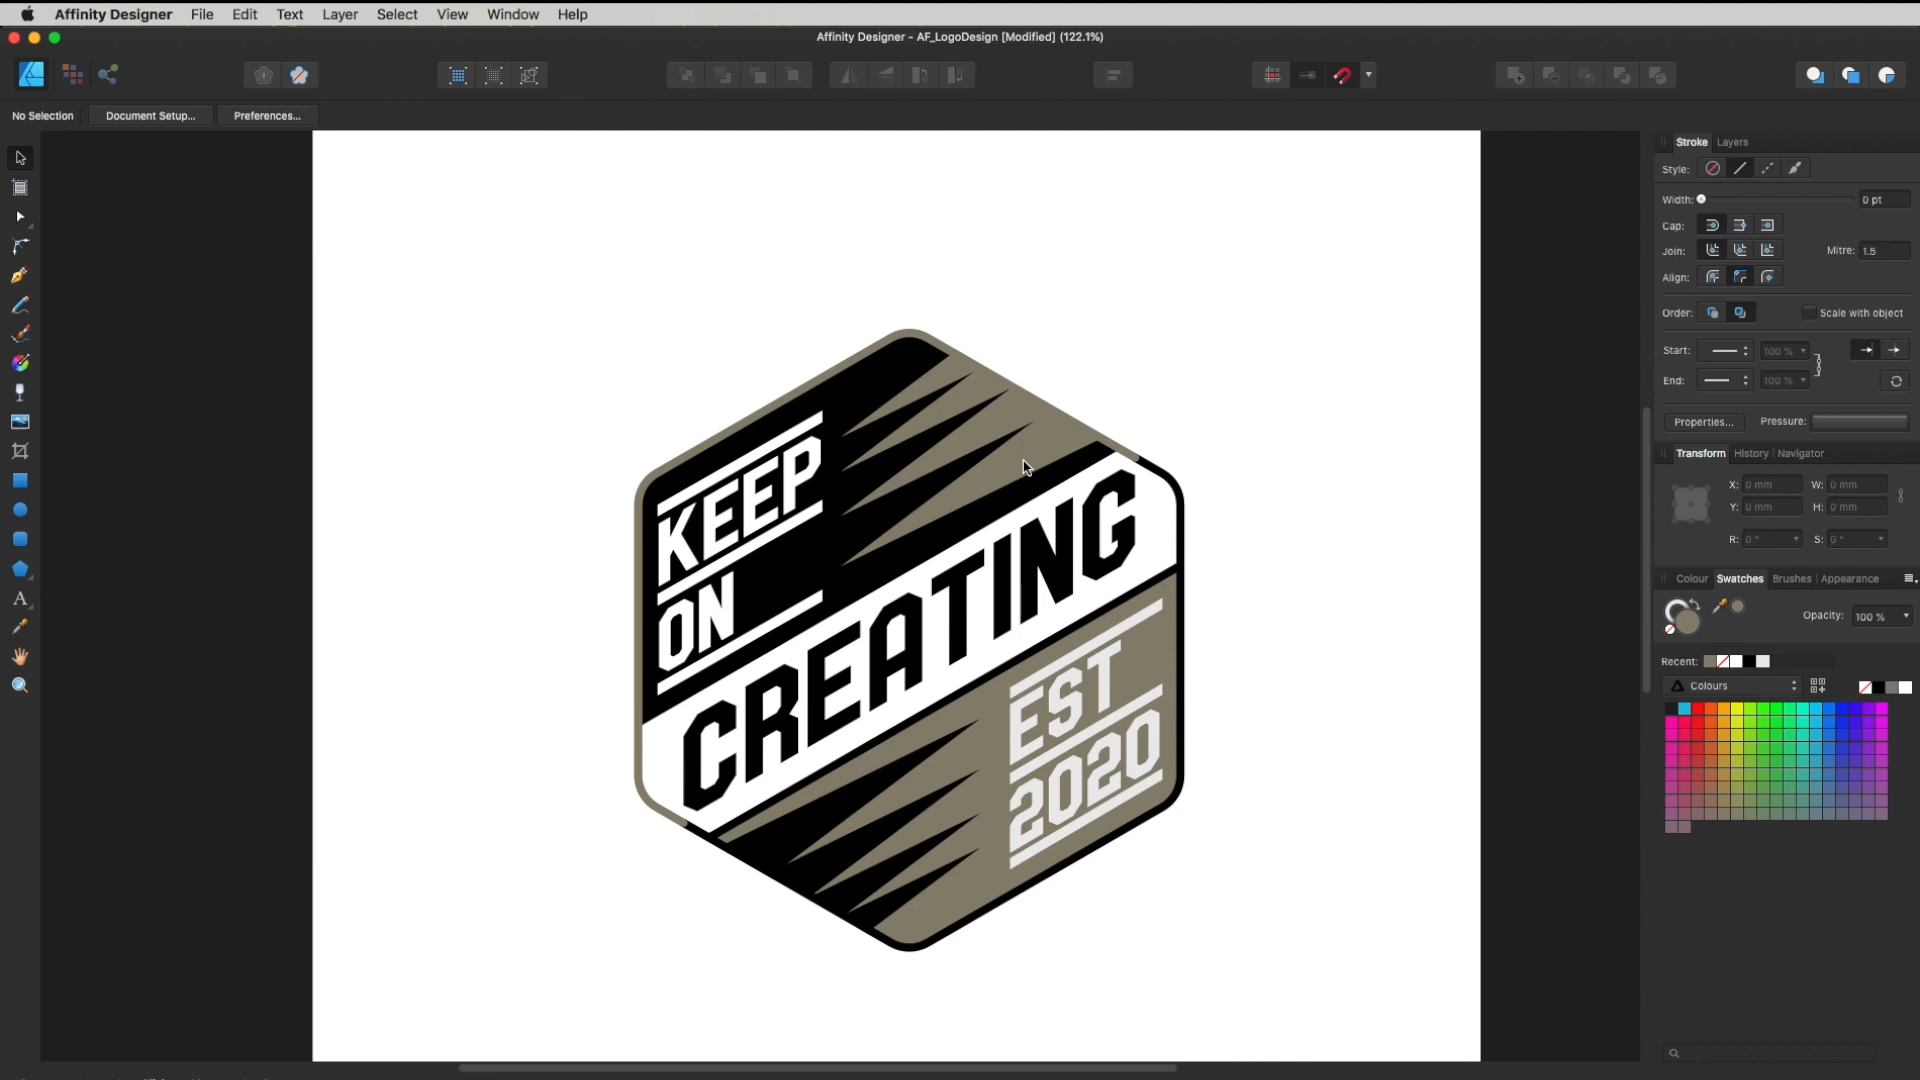 Affinity Designer File Edit Text Layer Select View Window Help
Affinity Designer - AF_LogoDesign [Modified] (122.1%)
No Selection Document Setup... Preferences...
Stroke Layers
Style:
Width: 0 pt
Cap:
Join: Mitre: 1.5
Align:
Order: Scale with object
Start: 100 %
End: 100 %
Properties... Pressure:
Transform History Navigator
X: 0 mm W: 0 mm
Y: 0 mm H: 0 mm
R: 0 ° S: 0 °
Colour Swatches Brushes Appearance
Opacity: 100 %
Recent:
Colours
KEEP
ON
CREATING
EST
2020